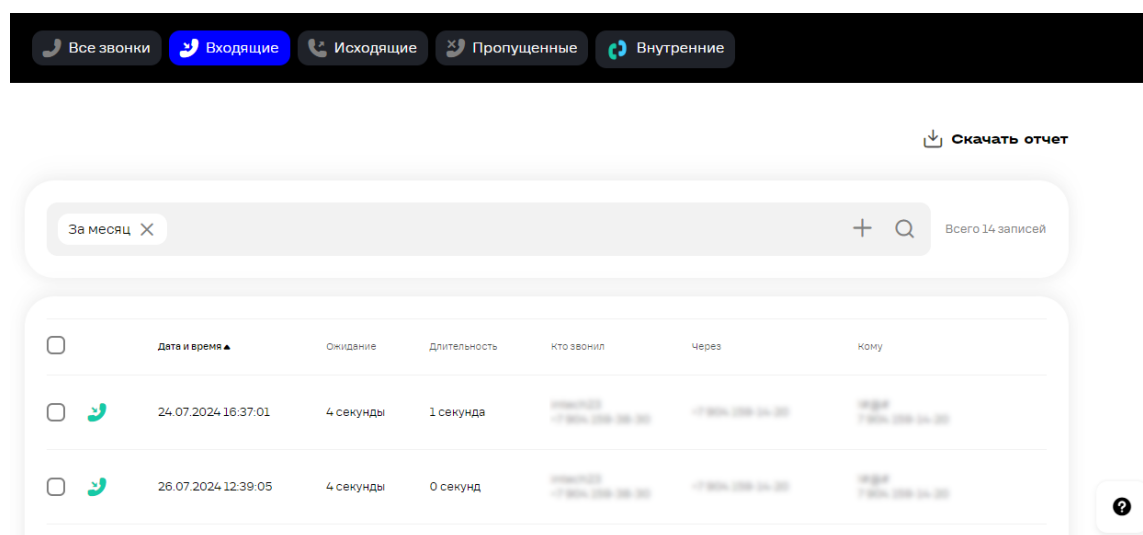 Все звонки Входящие Исходящие Пропущенные Внутренние
Скачать отчет
За месяц Всего 14 записей
Дата и время Ожидание Длительность Кто звонил Через Кому
24.07.2024 16:37:01 4 секунды 1 секунда
26.07.2024 12:39:05 4 секунды 0 секунд